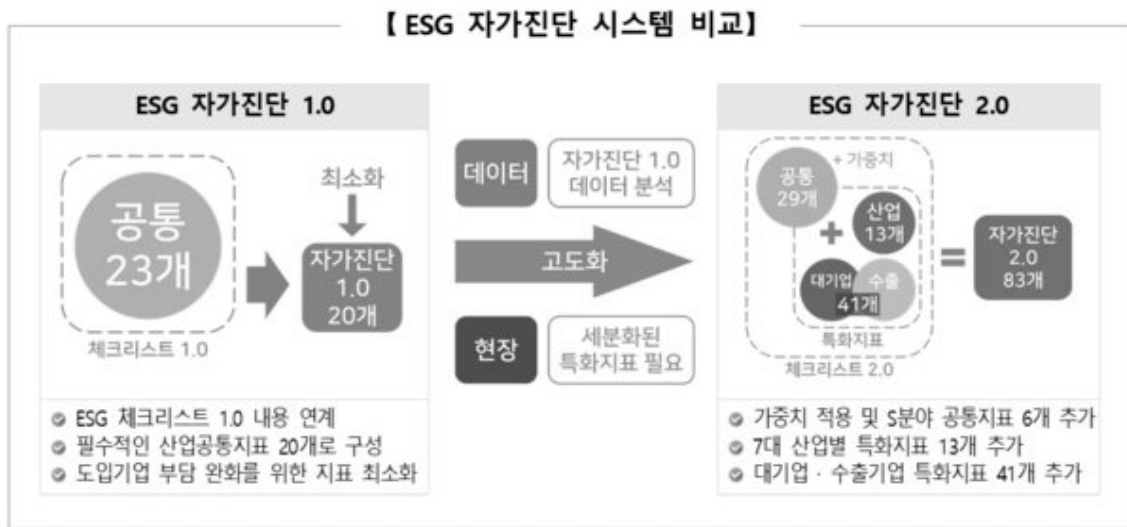 【 ESG 자가진단 시스템 비교】
ESG 자가진단 1.0
공통
23개
체크리스트 1.0
최소화
자가진단
1.0
20개
ESG 체크리스트 1.0 내용 연계
필수적인 산업공통지표 20개로 구성
도입기업 부담 완화를 위한 지표 최소화
데이터
자가진단 1.0
데이터 분석
고도화
현장
세분화된
특화지표 필요
ESG 자가진단 2.0
+ 가중치
공통
29개
+
산업
13개
대기업 수출
41개
특화지표
체크리스트 2.0
=
자가진단
2.0
83개
가중치 적용 및 S분야 공통지표 6개 추가
7대 산업별 특화지표 13개 추가
대기업 · 수출기업 특화지표 41개 추가